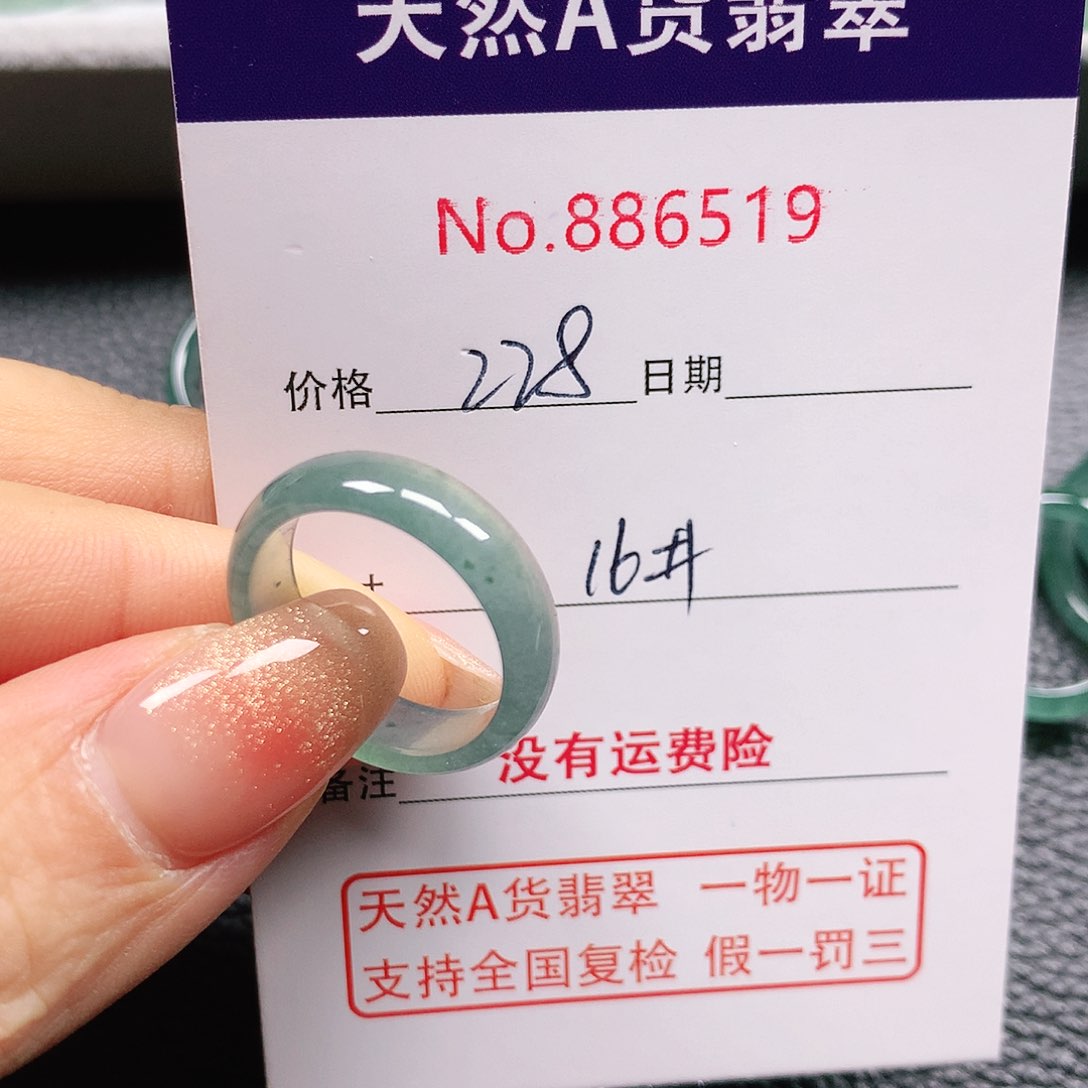 天然A货翡翠
No.886519
价格 228 日期
16#
备注 没有运费险
天然A货翡翠 一物一证
支持全国复检 假一罚三